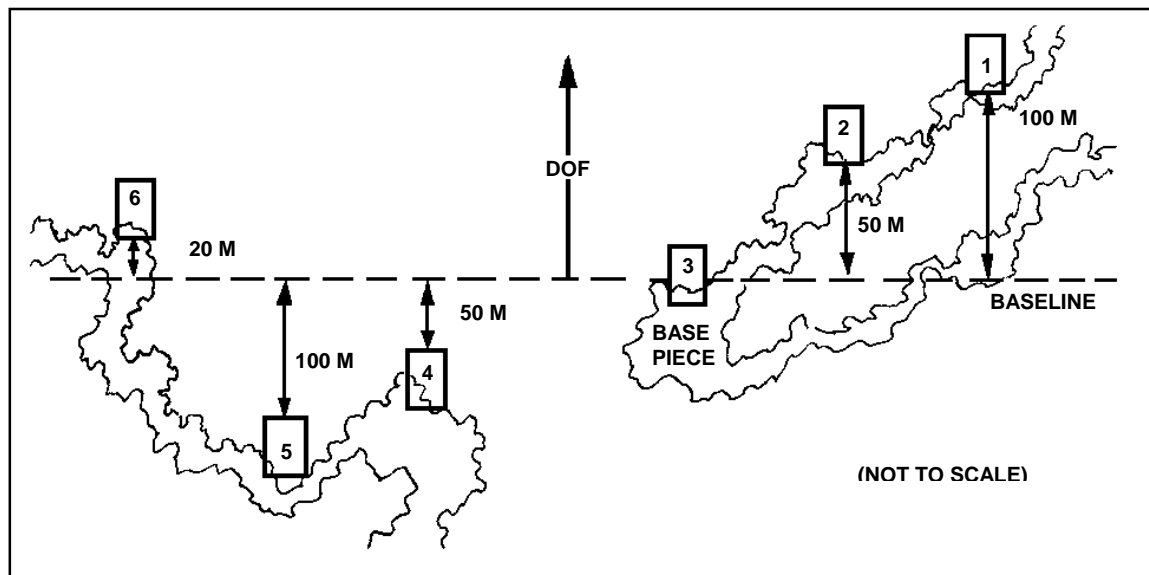 1
100 M
2
DOF
6
50 M
20 M
3
BASELINE
50 M
BASE
PIECE
100 M
4
5
(NOT TO SCALE)